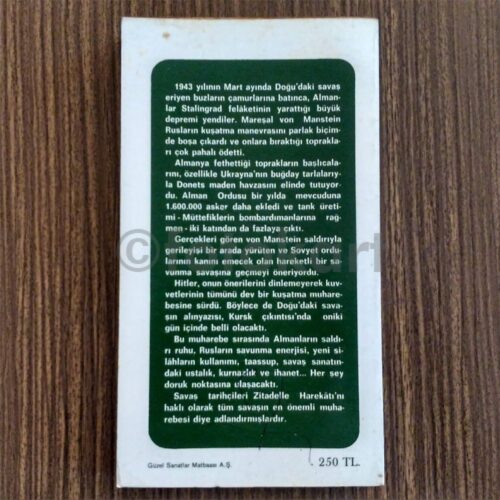 1943 yılının Mart ayında Doğu'daki savaş
eriyen buzların çamurlarına batınca, Alman-
lar Stalingrad felâketinin yarattığı büyük
depremi yendiler. Mareşal von Manstein
Rusların kuşatma manevrasını parlak biçim-
de boşa çıkardı ve onlara bıraktığı toprakla-
rı çok pahalı ödetti.
Almanya fethettiği toprakların başlıcala-
rını, özellikle Ukrayna'nın buğday tarlalarıy-
la Donets maden havzasını elinde tutuyor-
du. Alman Ordusu bir yılda mevcuduna
1.600.000 asker daha ekledi ve tank üreti-
mi - Müttefiklerin bombardımanlarına rağ-
men - iki katından da fazlaya çıktı.
Gerçekleri gören von Manstein saldırıyla
gerileyişi bir arada yürüten ve Sovyet ordu-
larının kanını emecek olan hareketli bir sa-
vunma savaşına geçmeyi öneriyordu.
Hitler, onun önerilerini dinlemeyerek kuv-
vetlerinin tümünü dev bir kuşatma muhare-
besine sürdü. Böylece de Doğu'daki sava-
şın alınyazısı, Kursk çıkıntısı'nda oniki
gün içinde belli olacaktı.
Bu muharebe sırasında Almanların saldı-
rı ruhu, Rusların savunma enerjisi, yeni si-
lâhların kullanımı, taassup, savaş sanatın-
daki ustalık, kurnazlık ve ihanet... Her şey
doruk noktasına ulaşacaktı.
Savaş tarihçileri Zitadelle Harekâtı'nı
haklı olarak tüm savaşın en önemli muha-
rebesi diye adlandırmışlardır.
Güzel Sanatlar Matbaası A.Ş.
250 TL.